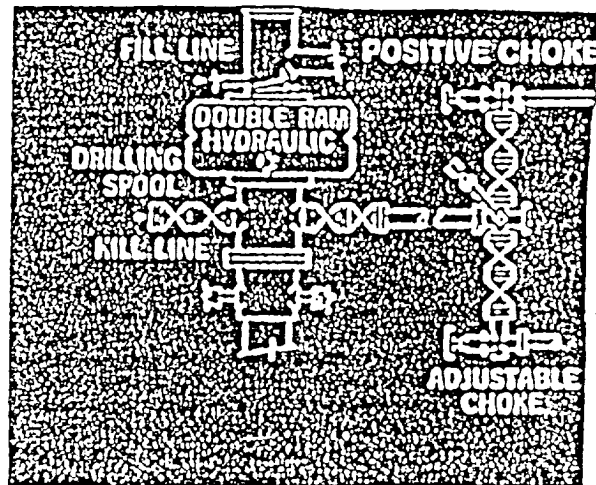 FILL LINE
POSITIVE CHOKE
DOUBLE RAM
HYDRAULIC
DRILLING
SPOOL
KILL LINE
ADJUSTABLE
CHOKE